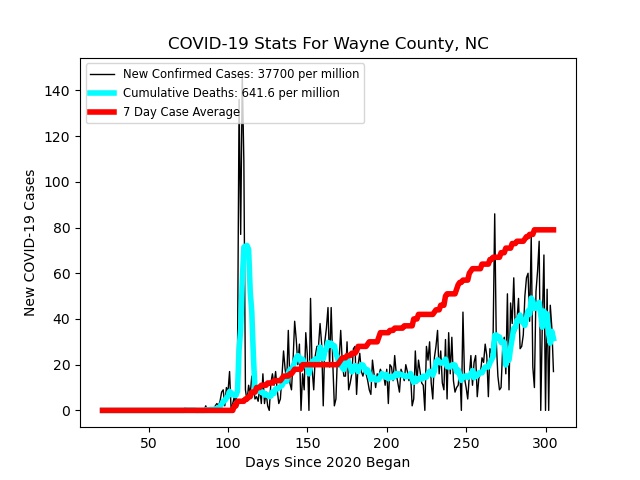 COVID-19 Stats For Wayne County, NC
New Confirmed Cases: 37700 per million
Cumulative Deaths: 641.6 per million
7 Day Case Average
140
120
100
80
60
40
20
0
New COVID-19 Cases
50 100 150 200 250 300
Days Since 2020 Began